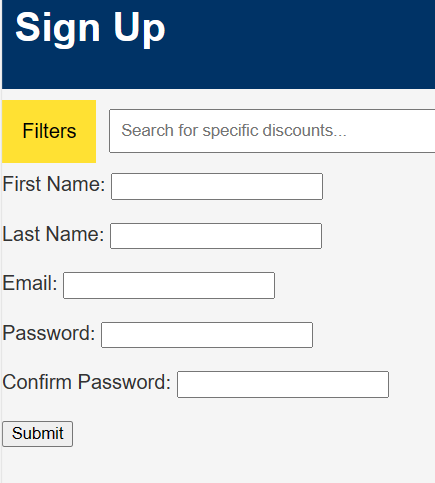 Sign Up
Filters Search for specific discounts...
First Name:
Last Name:
Email:
Password:
Confirm Password:
Submit